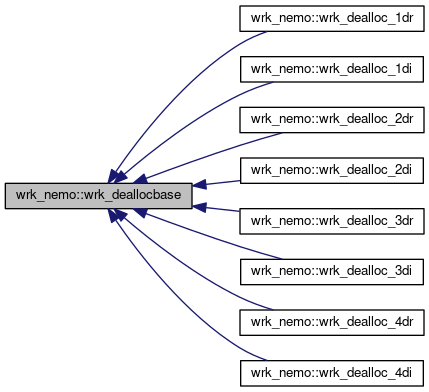 wrk_nemo::wrk_dealloc_1dr
wrk_nemo::wrk_dealloc_1di
wrk_nemo::wrk_dealloc_2dr
wrk_nemo::wrk_dealloc_2di
wrk_nemo::wrk_deallocbase
wrk_nemo::wrk_dealloc_3dr
wrk_nemo::wrk_dealloc_3di
wrk_nemo::wrk_dealloc_4dr
wrk_nemo::wrk_dealloc_4di